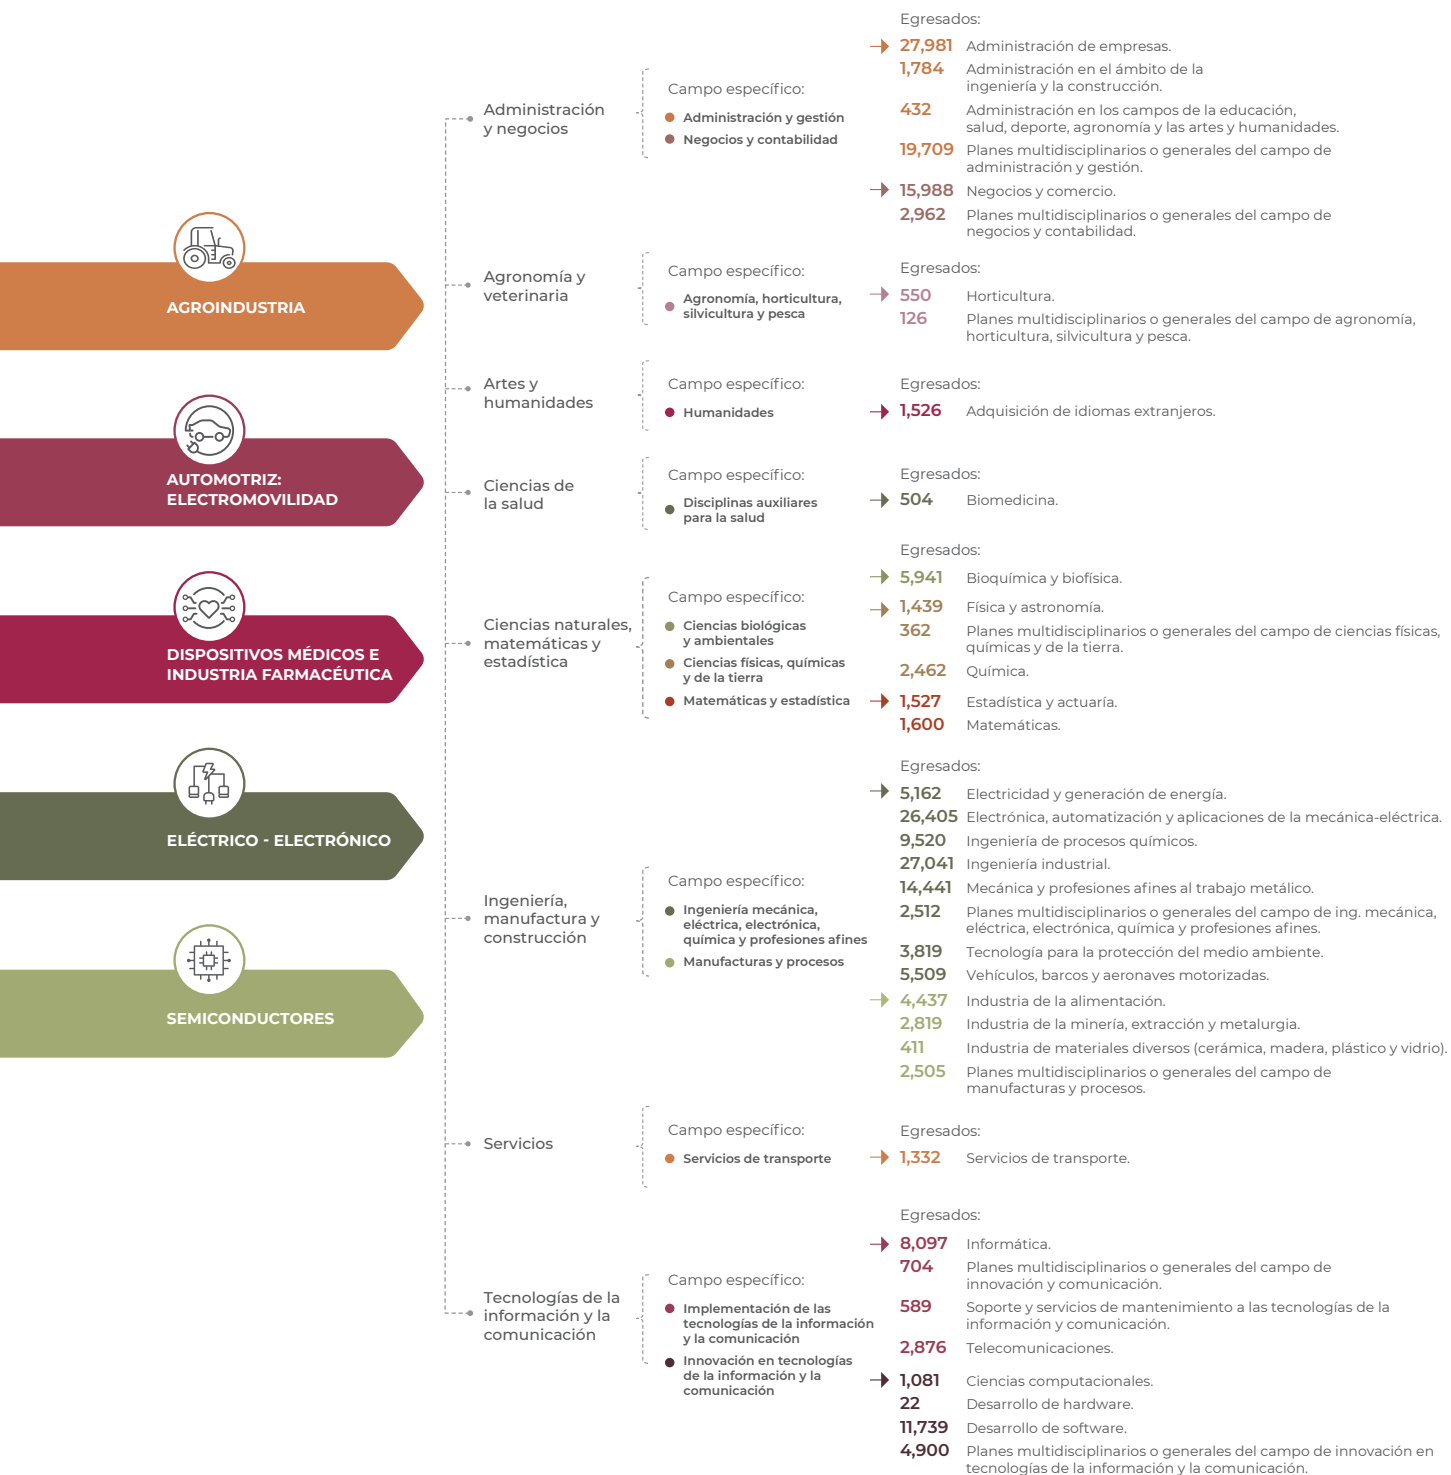 AGROINDUSTRIA
AUTOMOTRIZ:
ELECTROMOVILIDAD
DISPOSITIVOS MÉDICOS E
INDUSTRIA FARMACÉUTICA
ELÉCTRICO - ELECTRÓNICO
SEMICONDUCTORES
Administración
y negocios
Campo específico:
Administración y gestión
Negocios y contabilidad
Egresados:
27,981 Administración de empresas.
1,784 Administración en el ámbito de la
ingeniería y la construcción.
432 Administración en los campos de la educación,
salud, deporte, agronomía y las artes y humanidades.
19,709 Planes multidisciplinarios o generales del campo de
administración y gestión.
15,988 Negocios y comercio.
2,962 Planes multidisciplinarios o generales del campo de
negocios y contabilidad.
Agronomía y
veterinaria
Campo específico:
Agronomía, horticultura,
silvicultura y pesca
Egresados:
550 Horticultura.
126 Planes multidisciplinarios o generales del campo de agronomía,
horticultura, silvicultura y pesca.
Artes y
humanidades
Campo específico:
Humanidades
Egresados:
1,526 Adquisición de idiomas extranjeros.
Ciencias de
la salud
Campo específico:
Disciplinas auxiliares
para la salud
Egresados:
504 Biomedicina.
Ciencias naturales,
matemáticas y
estadística
Campo específico:
Ciencias biológicas
y ambientales
Ciencias físicas, químicas
y de la tierra
Matemáticas y estadística
Egresados:
5,941 Bioquímica y biofísica.
1,439 Física y astronomía.
362 Planes multidisciplinarios o generales del campo de ciencias físicas,
químicas y de la tierra.
2,462 Química.
1,527 Estadística y actuaría.
1,600 Matemáticas.
Ingeniería,
manufactura y
construcción
Campo específico:
Ingeniería mecánica,
eléctrica, electrónica,
química y profesiones afines
Manufacturas y procesos
Egresados:
5,162 Electricidad y generación de energía.
26,405 Electrónica, automatización y aplicaciones de la mecánica-eléctrica.
9,520 Ingeniería de procesos químicos.
27,041 Ingeniería industrial.
14,441 Mecánica y profesiones afines al trabajo metálico.
2,512 Planes multidisciplinarios o generales del campo de ing. mecánica,
eléctrica, electrónica, química y profesiones afines.
3,819 Tecnología para la protección del medio ambiente.
5,509 Vehículos, barcos y aeronaves motorizadas.
4,437 Industria de la alimentación.
2,819 Industria de la minería, extracción y metalurgia.
411 Industria de materiales diversos (cerámica, madera, plástico y vidrio).
2,505 Planes multidisciplinarios o generales del campo de
manufacturas y procesos.
Servicios
Campo específico:
Servicios de transporte
Egresados:
1,332 Servicios de transporte.
Tecnologías de la
información y la
comunicación
Campo específico:
Implementación de las
tecnologías de la información
y la comunicación
Innovación en tecnologías
de la información y la
comunicación
Egresados:
8,097 Informática.
704 Planes multidisciplinarios o generales del campo de
innovación y comunicación.
589 Soporte y servicios de mantenimiento a las tecnologías de la
información y comunicación.
2,876 Telecomunicaciones.
1,081 Ciencias computacionales.
22 Desarrollo de hardware.
11,739 Desarrollo de software.
4,900 Planes multidisciplinarios o generales del campo de innovación en
tecnologías de la información y la comunicación.